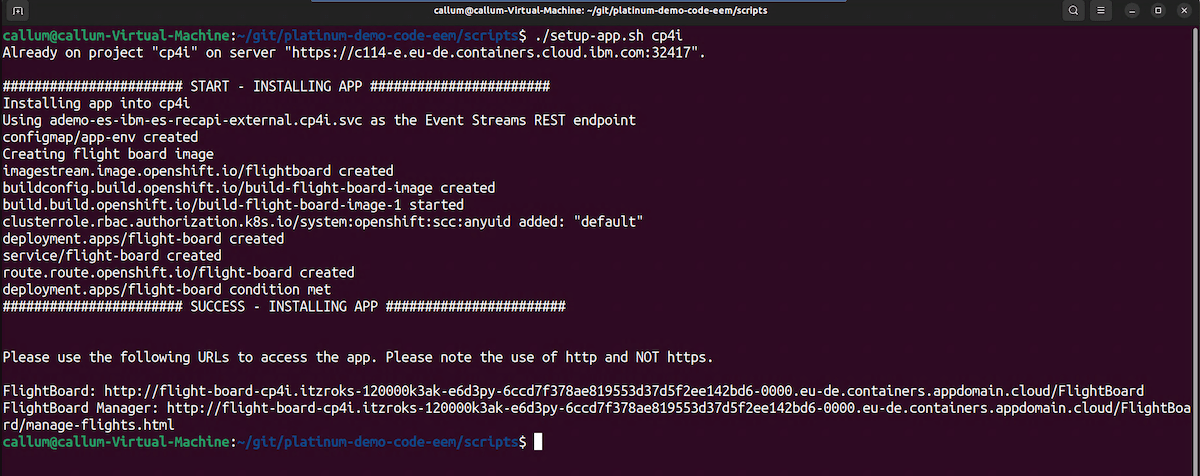 callum@callum-Virtual-Machine: ~/git/platinum-demo-code-eem/scripts
callum@callum-Virtual-Machine:~/git/platinum-demo-code-eem/scripts$ ./setup-app.sh cp4i
Already on project "cp4i" on server "https://c114-e.eu-de.containers.cloud.ibm.com:32417".
####################### START - INSTALLING APP #######################
Installing app into cp4i
Using ademo-es-ibm-es-recapi-external.cp4i.svc as the Event Streams REST endpoint
configmap/app-env created
Creating flight board image
imagestream.image.openshift.io/flightboard created
buildconfig.build.openshift.io/build-flight-board-image created
build.build.openshift.io/build-flight-board-image-1 started
clusterrole.rbac.authorization.k8s.io/system:openshift:scc:anyuid added: "default"
deployment.apps/flight-board created
service/flight-board created
route.route.openshift.io/flight-board created
deployment.apps/flight-board condition met
####################### SUCCESS - INSTALLING APP #######################
Please use the following URLs to access the app. Please note the use of http and NOT https.
FlightBoard: http://flight-board-cp4i.itzroks-120000k3ak-e6d3py-6ccd7f378ae819553d37d5f2ee142bd6-0000.eu-de.containers.appdomain.cloud/FlightBoard
FlightBoard Manager: http://flight-board-cp4i.itzroks-120000k3ak-e6d3py-6ccd7f378ae819553d37d5f2ee142bd6-0000.eu-de.containers.appdomain.cloud/FlightBoa
rd/manage-flights.html
callum@callum-Virtual-Machine:~/git/platinum-demo-code-eem/scripts$